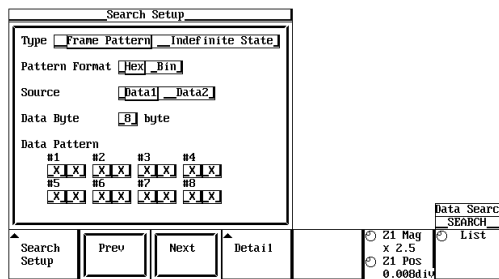 Search Setup
Type Frame Pattern Indefinite State
Pattern Format Hex Bin
Source Data1 Data2
Data Byte 8 byte
Data Pattern
#1 #2 #3 #4
X X X X X X X X
#5 #6 #7 #8
X X X X X X X X
Data Searc
SEARCH
Search Setup
Prev
Next
Detail
Z1 Mag
x 2.5
Z1 Pos
0.008div
List